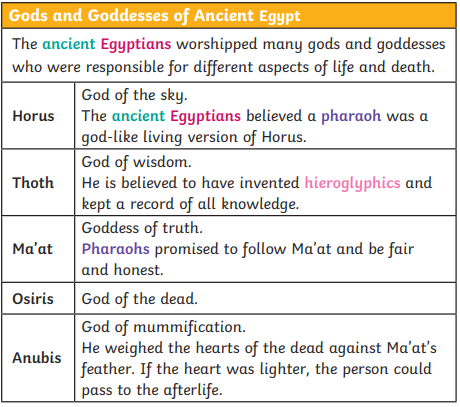 Gods and Goddesses of Ancient Egypt
The ancient Egyptians worshipped many gods and goddesses
who were responsible for different aspects of life and death.
Horus
God of the sky.
The ancient Egyptians believed a pharaoh was a
god-like living version of Horus.
Thoth
God of wisdom.
He is believed to have invented hieroglyphics and
kept a record of all knowledge.
Ma'at
Goddess of truth.
Pharaohs promised to follow Ma'at and be fair
and honest.
Osiris
God of the dead.
Anubis
God of mummification.
He weighed the hearts of the dead against Ma'at's
feather. If the heart was lighter, the person could
pass to the afterlife.